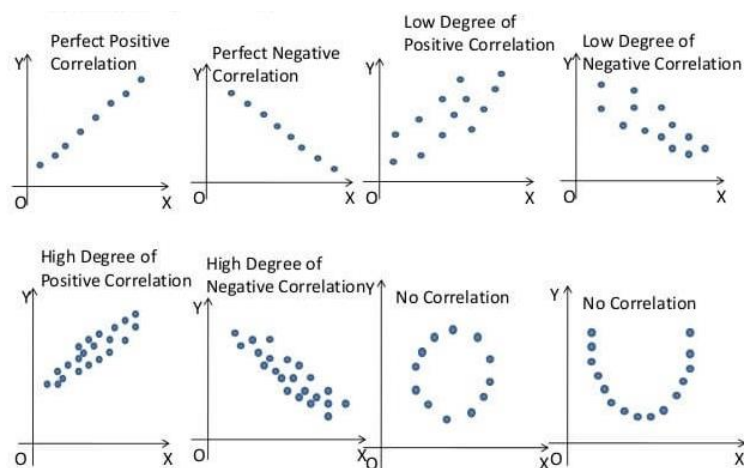 Perfect Positive
Correlation
Y
O
X
Perfect Negative
Correlation
Y
O
X
Low Degree of
Positive Correlation
Y
O
X
Low Degree of
Negative Correlation
Y
O
X
High Degree of
Positive Correlation
Y
O
X
High Degree of
Negative Correlation
Y
O
X
No Correlation
Y
O
X
No Correlation
Y
O
X